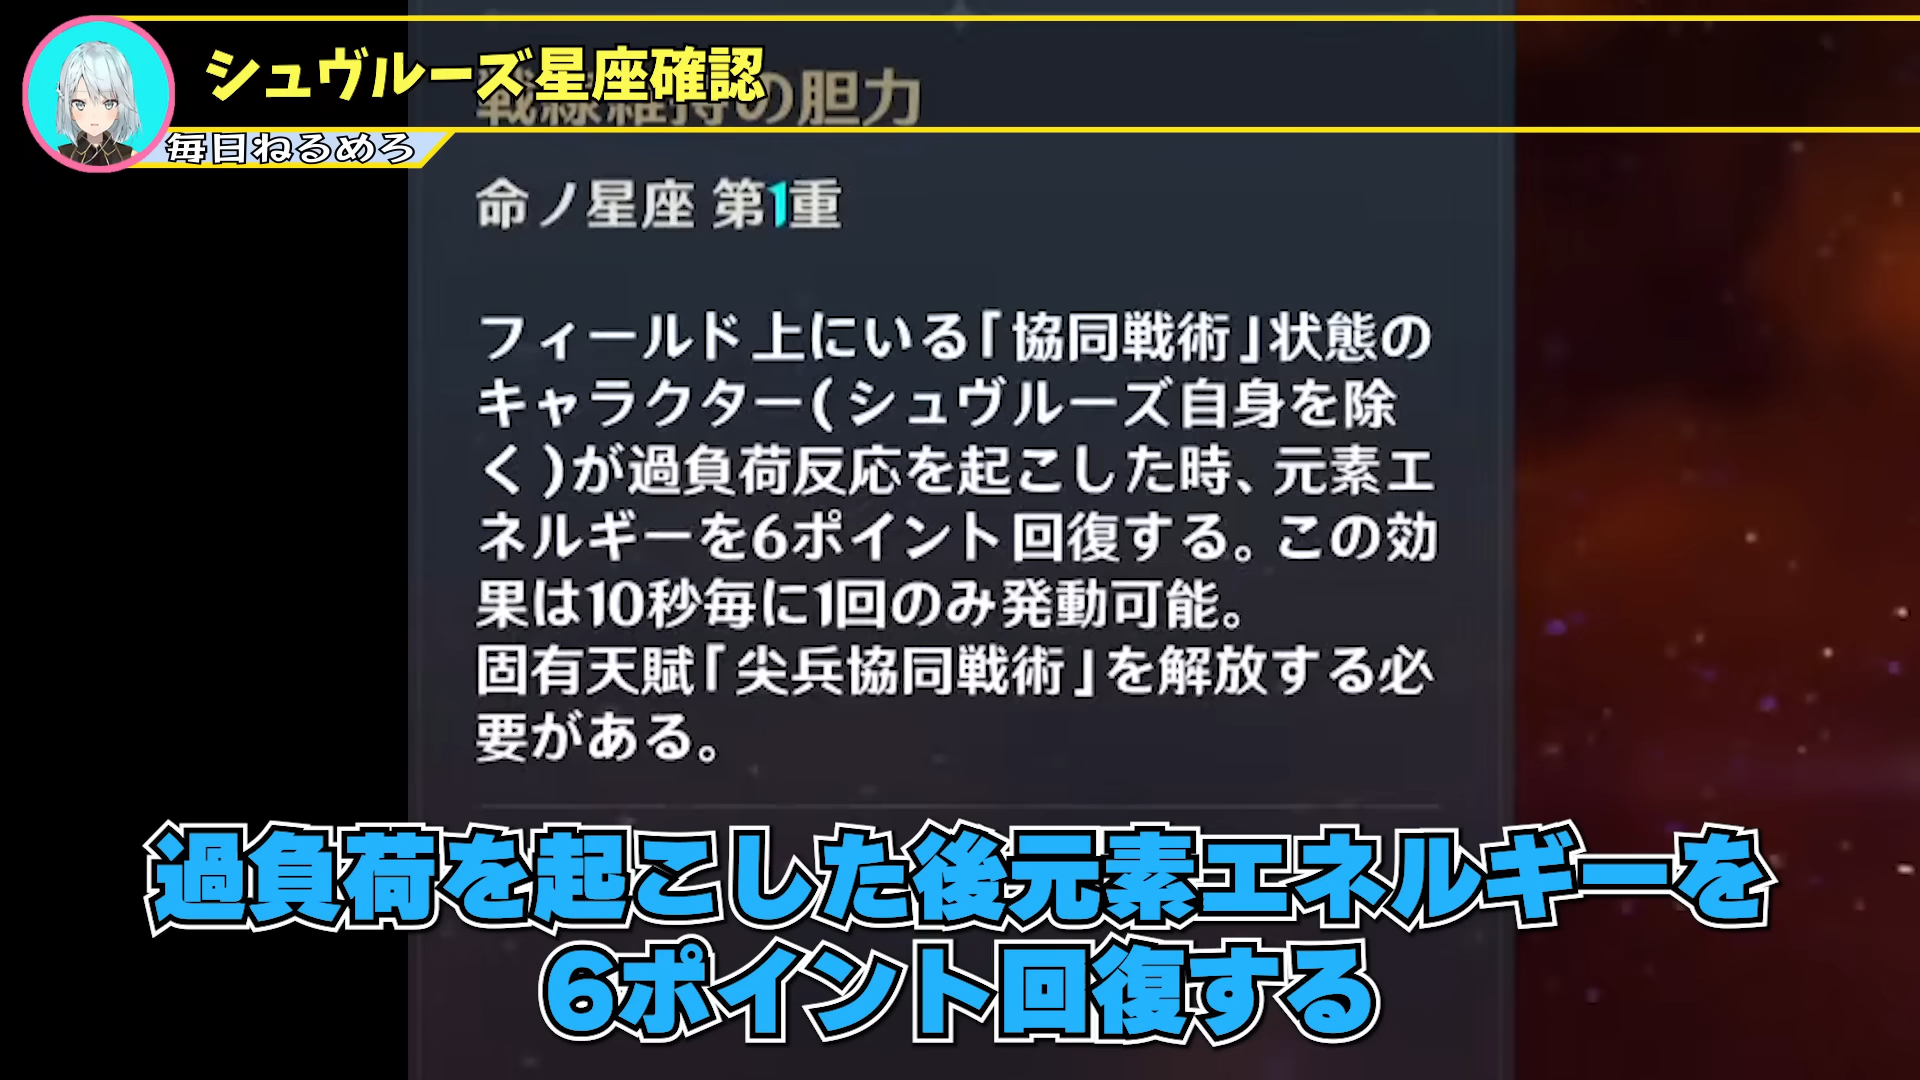 シュヴルーズ星座確認
の胆力
毎日ねるめろ
命ノ星座 第1重
フィールド上にいる「協同戦術」状態の
キャラクター(シュヴルーズ自身を除
く)が過負荷反応を起こした時、元素エ
ネルギーを6ポイント回復する。この効
果は10秒毎に1回のみ発動可能。
固有天賦「尖兵協同戦術」を解放する必
要がある。
過負荷を起こした後元素エネルギーを
6ポイント回復する